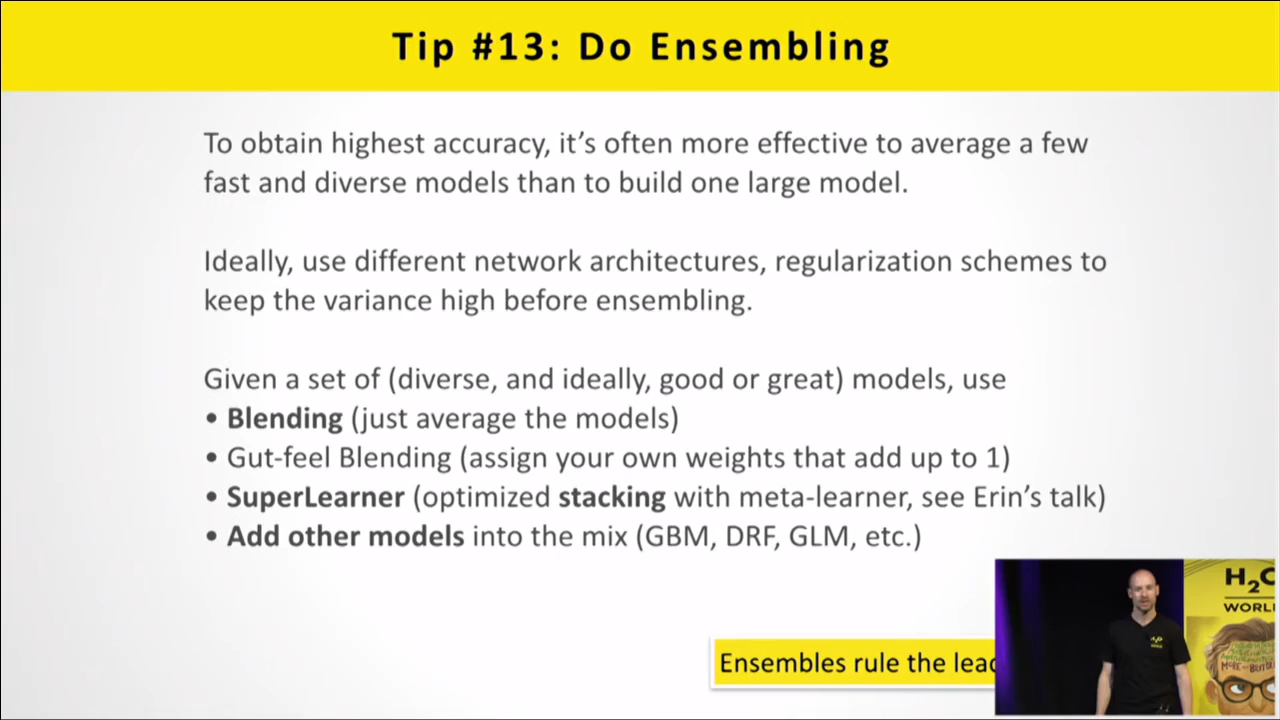 Tip #13: Do Ensembling
To obtain highest accuracy, it’s often more effective to average a few
fast and diverse models than to build one large model.
Ideally, use different network architectures, regularization schemes to
keep the variance high before ensembling.
Given a set of (diverse, and ideally, good or great) models, use
• Blending (just average the models)
• Gut-feel Blending (assign your own weights that add up to 1)
• SuperLearner (optimized stacking with meta-learner, see Erin’s talk)
• Add other models into the mix (GBM, DRF, GLM, etc.)
Ensembles rule the
H₂O